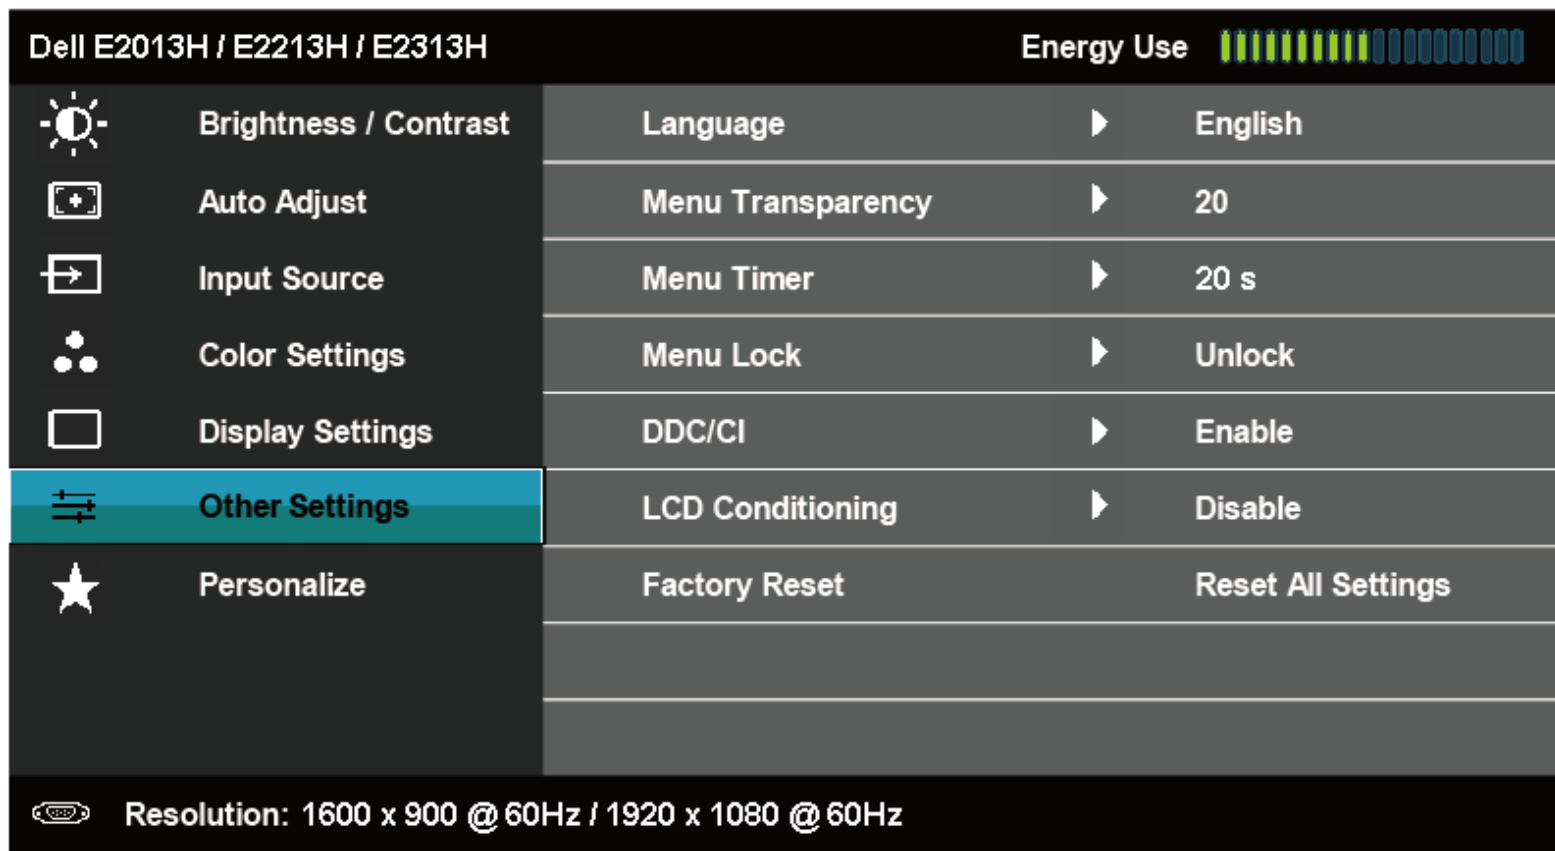 Dell E2013H / E2213H / E2313H Energy Use
Brightness / Contrast Language English
Auto Adjust Menu Transparency 20
Input Source Menu Timer 20 s
Color Settings Menu Lock Unlock
Display Settings DDC/CI Enable
Other Settings LCD Conditioning Disable
Personalize Factory Reset Reset All Settings
Resolution: 1600 x 900 @ 60Hz / 1920 x 1080 @ 60Hz